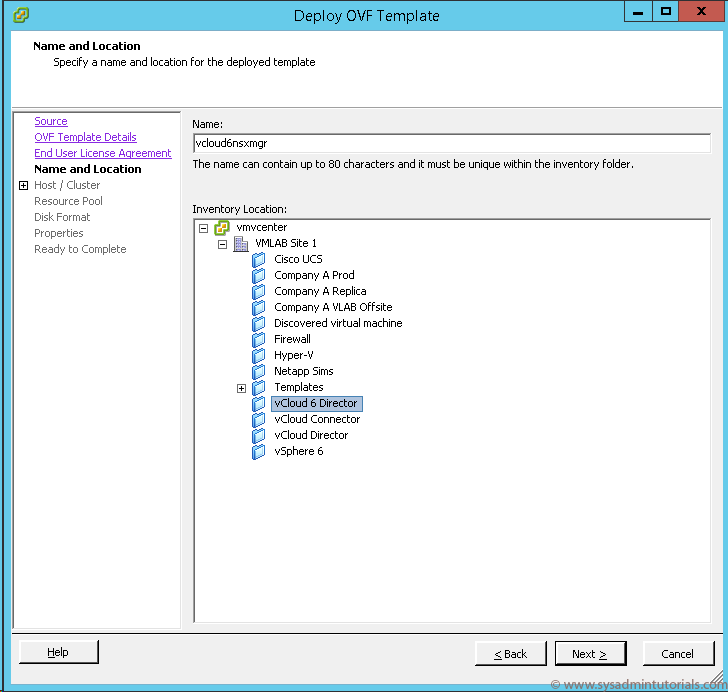 Deploy OVF Template
Name and Location
Specify a name and location for the deployed template
Source
OVF Template Details
End User License Agreement
Name and Location
Host / Cluster
Resource Pool
Disk Format
Properties
Ready to Complete
Name:
vcloud6nsxmgr
The name can contain up to 80 characters and it must be unique within the inventory folder.
Inventory Location:
vmvcenter
VMLAB Site 1
Cisco UCS
Company A Prod
Company A Replica
Company A VLAB Offsite
Discovered virtual machine
Firewall
Hyper-V
Netapp Sims
Templates
vCloud 6 Director
vCloud Connector
vCloud Director
vSphere 6
Help
< Back
Next >
Cancel
© www.sysadmintutorials.com